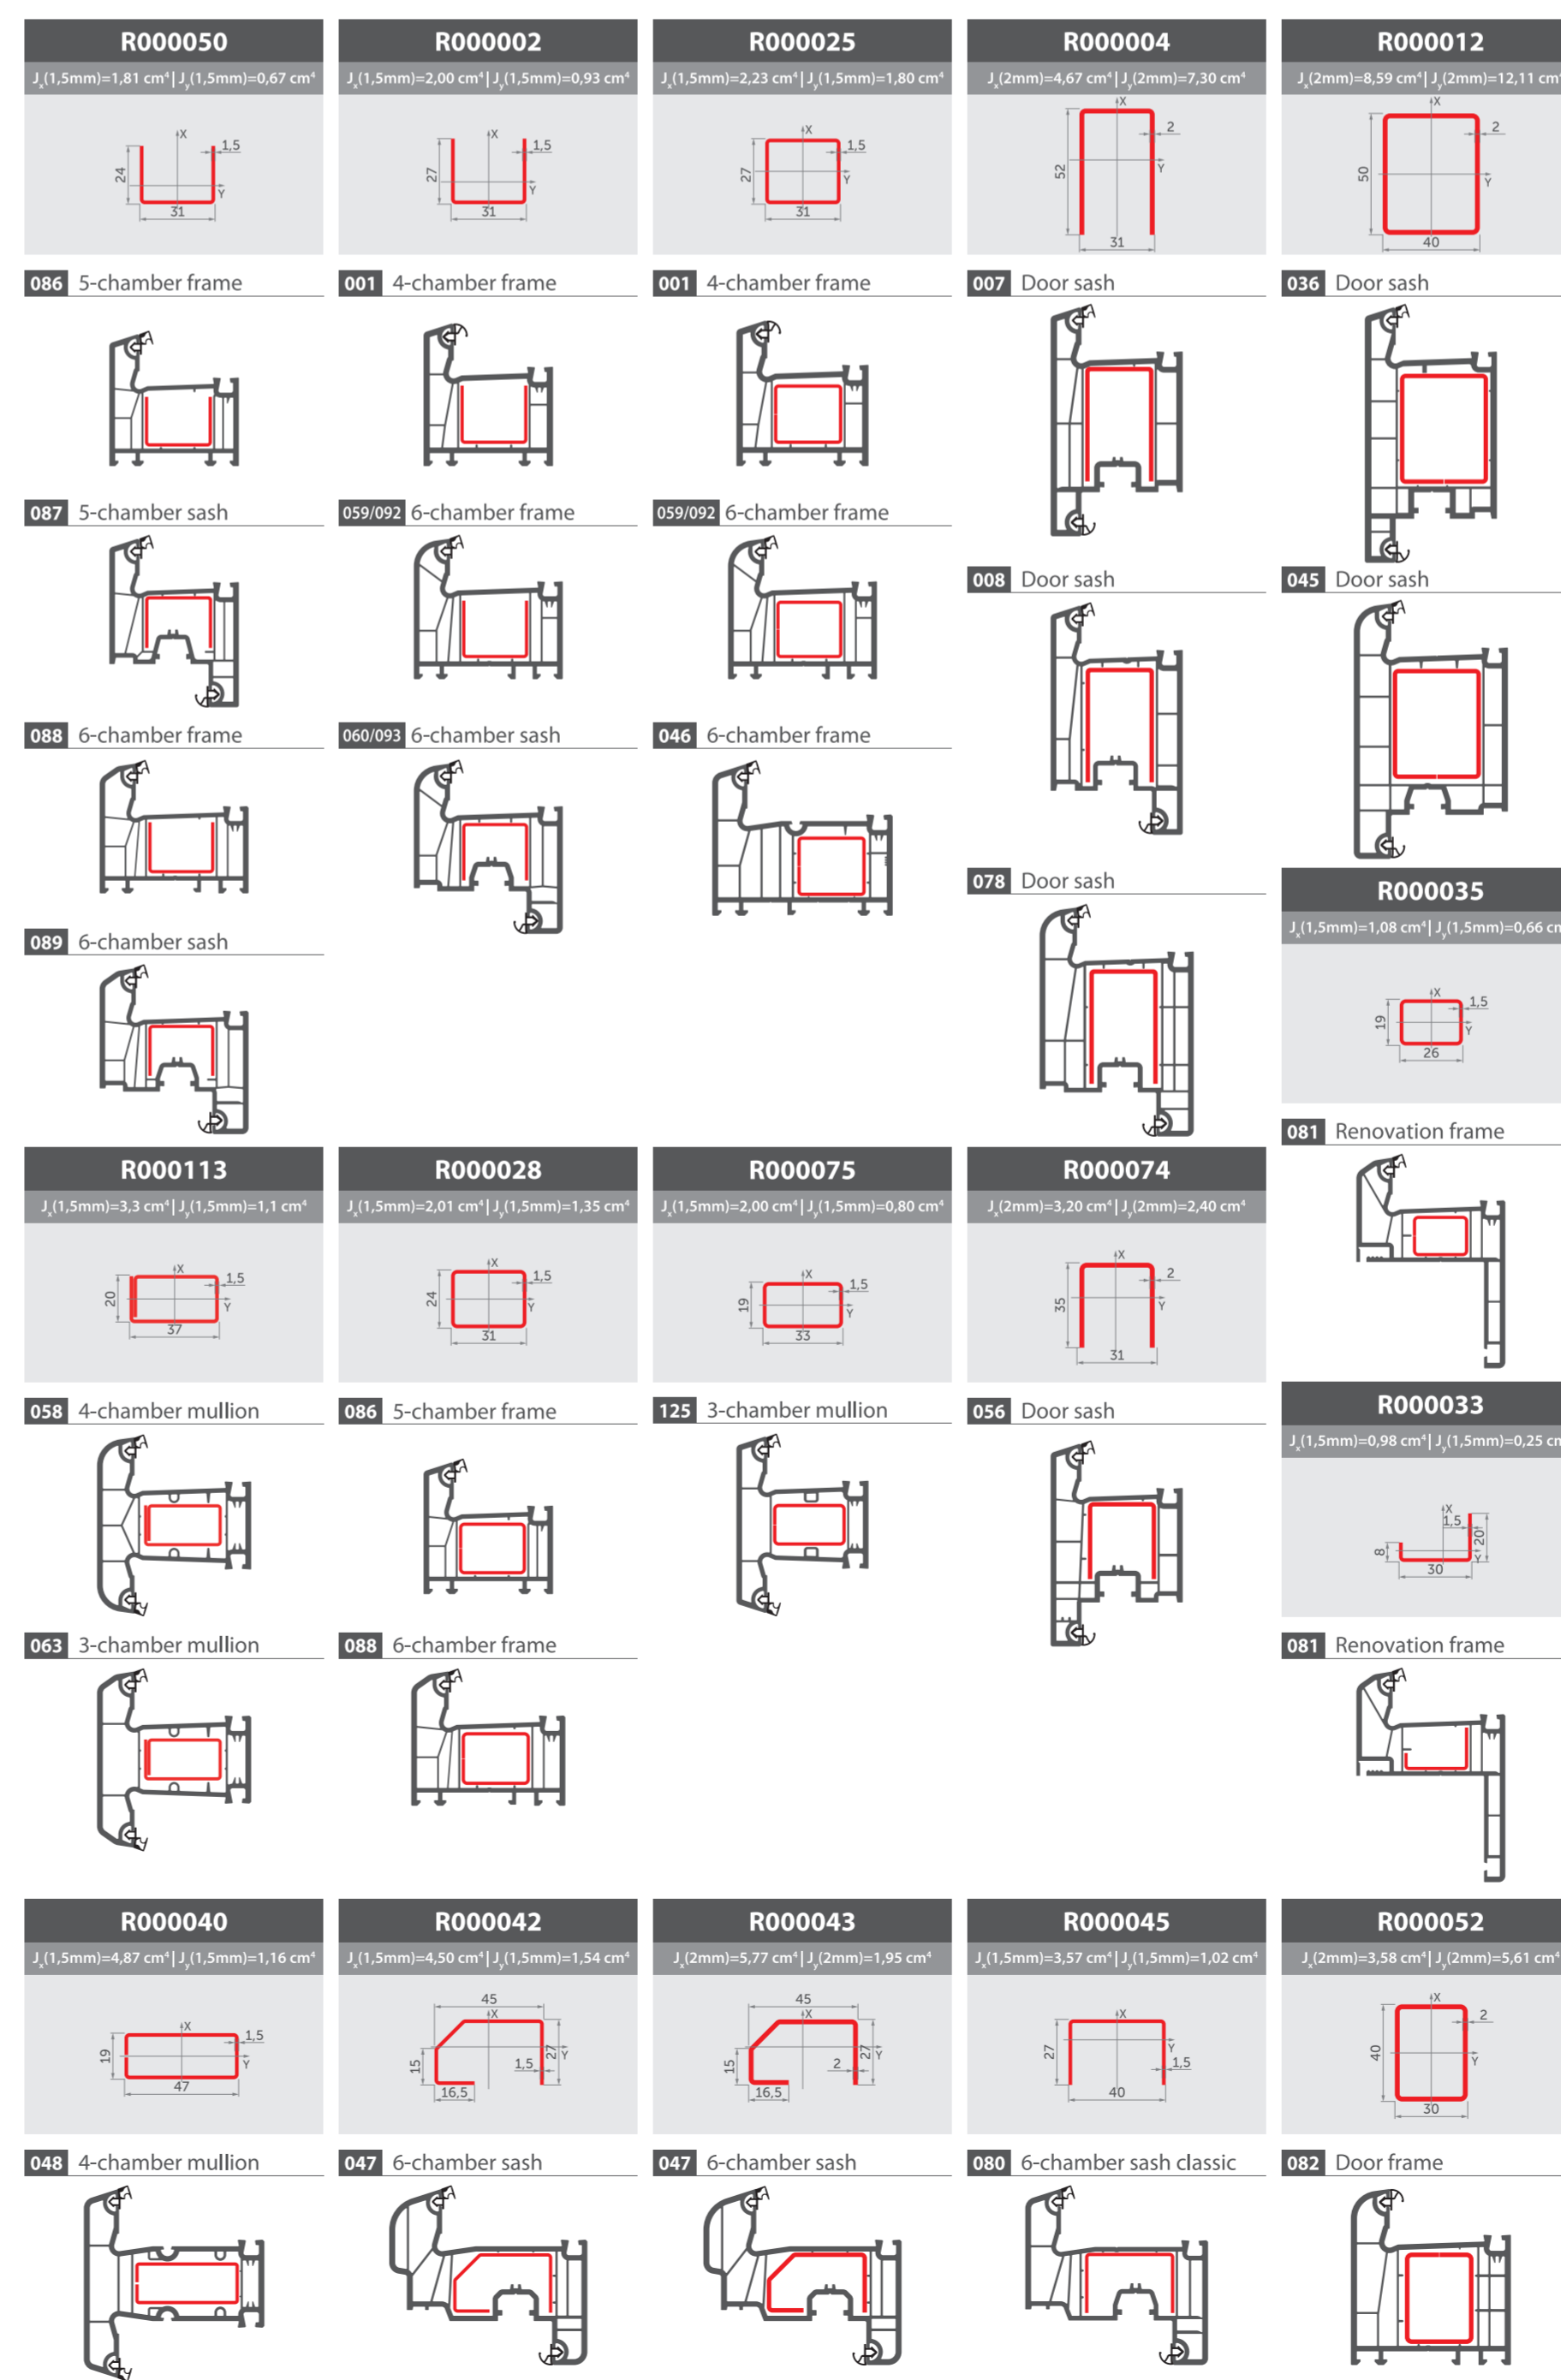 R000050
Jx(1,5mm)=1,81 cm⁴ | Jy(1,5mm)=0,67 cm⁴
X
1,5
24
Y
31
086 5-chamber frame
087 5-chamber sash
088 6-chamber frame
089 6-chamber sash
R000002
Jx(1,5mm)=2,00 cm⁴ | Jy(1,5mm)=0,93 cm⁴
X
1,5
27
Y
31
001 4-chamber frame
059/092 6-chamber frame
060/093 6-chamber sash
R000025
Jx(1,5mm)=2,23 cm⁴ | Jy(1,5mm)=1,80 cm⁴
X
1,5
27
Y
31
001 4-chamber frame
059/092 6-chamber frame
046 6-chamber frame
R000004
Jx(2mm)=4,67 cm⁴ | Jy(2mm)=7,30 cm⁴
X
2
52
Y
31
007 Door sash
008 Door sash
078 Door sash
R000012
Jx(2mm)=8,59 cm⁴ | Jy(2mm)=12,11 cm⁴
X
2
50
Y
40
036 Door sash
045 Door sash
R000035
Jx(1,5mm)=1,08 cm⁴ | Jy(1,5mm)=0,66 cm
X
1,5
19
Y
26
081 Renovation frame
R000113
Jx(1,5mm)=3,3 cm⁴ | Jy(1,5mm)=1,1 cm⁴
X
1,5
20
Y
37
058 4-chamber mullion
063 3-chamber mullion
R000028
Jx(1,5mm)=2,01 cm⁴ | Jy(1,5mm)=1,35 cm⁴
X
1,5
24
Y
31
086 5-chamber frame
088 6-chamber frame
R000075
Jx(1,5mm)=2,00 cm⁴ | Jy(1,5mm)=0,80 cm⁴
X
1,5
19
Y
33
125 3-chamber mullion
R000074
Jx(2mm)=3,20 cm⁴ | Jy(2mm)=2,40 cm⁴
X
2
35
Y
31
056 Door sash
R000033
Jx(1,5mm)=0,98 cm⁴ | Jy(1,5mm)=0,25 cm
X
1,5
20
8
Y
30
081 Renovation frame
R000040
Jx(1,5mm)=4,87 cm⁴ | Jy(1,5mm)=1,16 cm⁴
X
1,5
19
Y
47
048 4-chamber mullion
R000042
Jx(1,5mm)=4,50 cm⁴ | Jy(1,5mm)=1,54 cm⁴
45
X
27
Y
15
1,5
16,5
047 6-chamber sash
R000043
Jx(2mm)=5,77 cm⁴ | Jy(2mm)=1,95 cm⁴
45
X
27
Y
15
2
16,5
047 6-chamber sash
R000045
Jx(1,5mm)=3,57 cm⁴ | Jy(1,5mm)=1,02 cm⁴
X
27
Y
1,5
40
080 6-chamber sash classic
R000052
Jx(2mm)=3,58 cm⁴ | Jy(2mm)=5,61 cm⁴
X
2
40
Y
30
082 Door frame